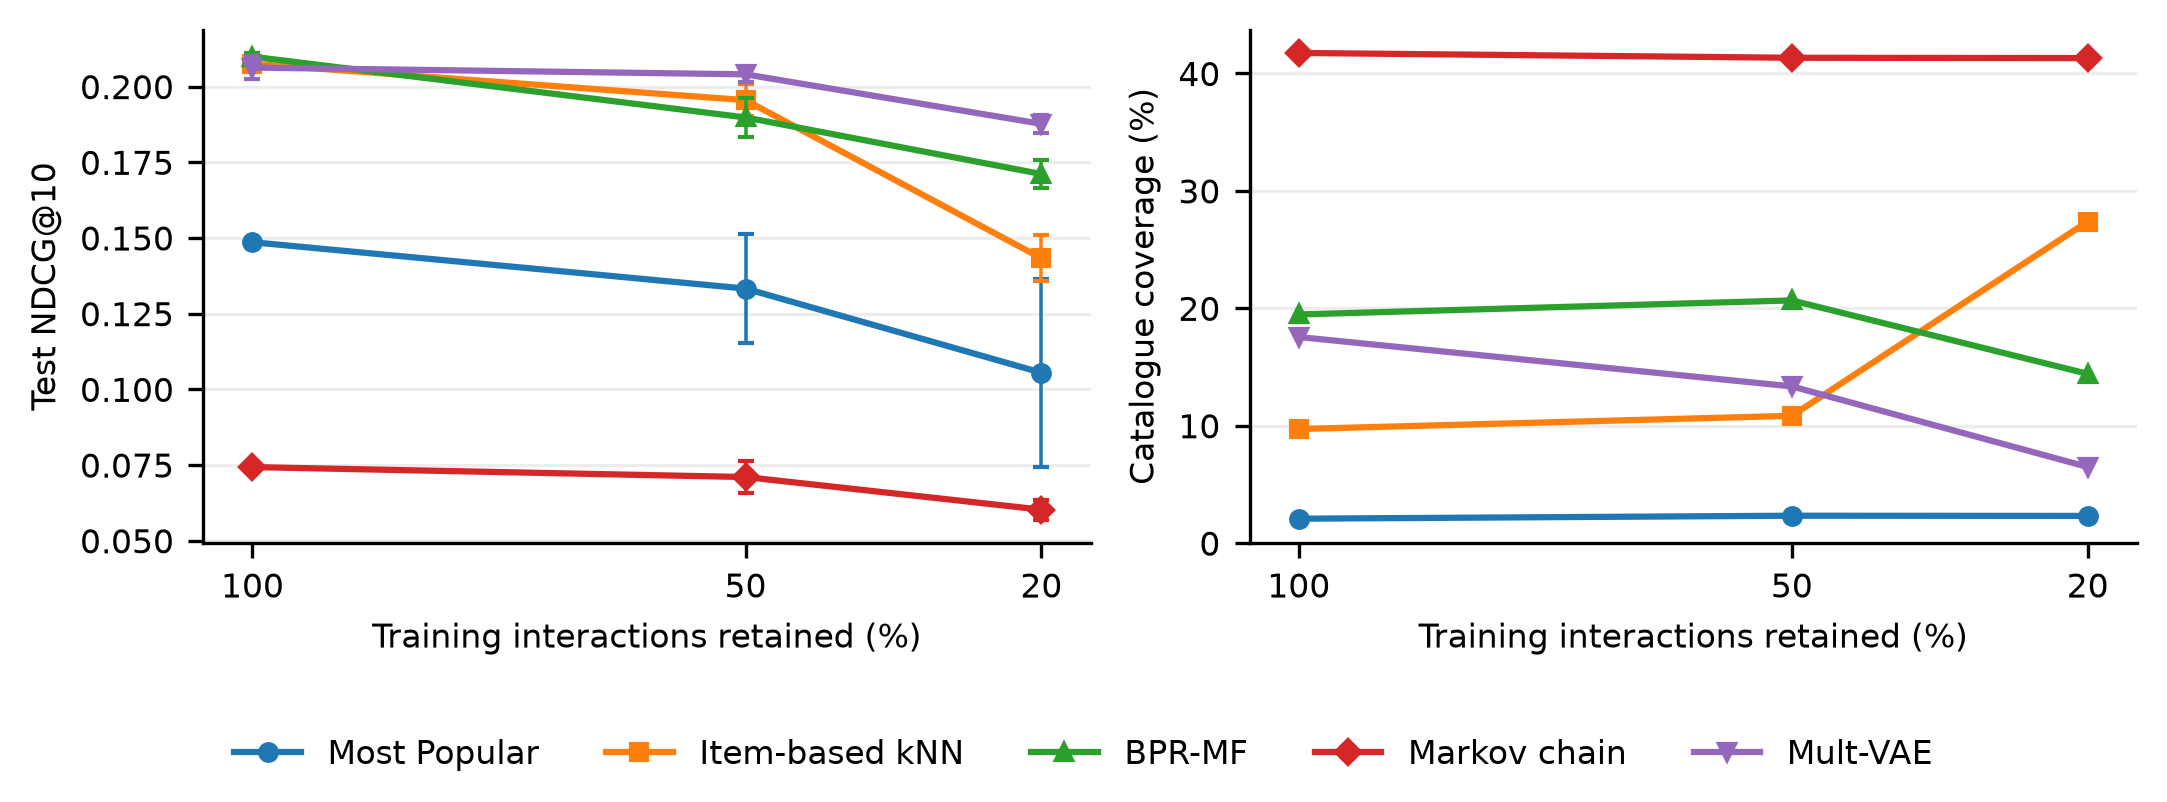 Test NDCG@10
0.200
0.175
0.150
0.125
0.100
0.075
0.050
100 50 20
Training interactions retained (%)
Catalogue coverage (%)
40
30
20
10
0
100 50 20
Training interactions retained (%)
Most Popular Item-based kNN BPR-MF Markov chain Mult-VAE